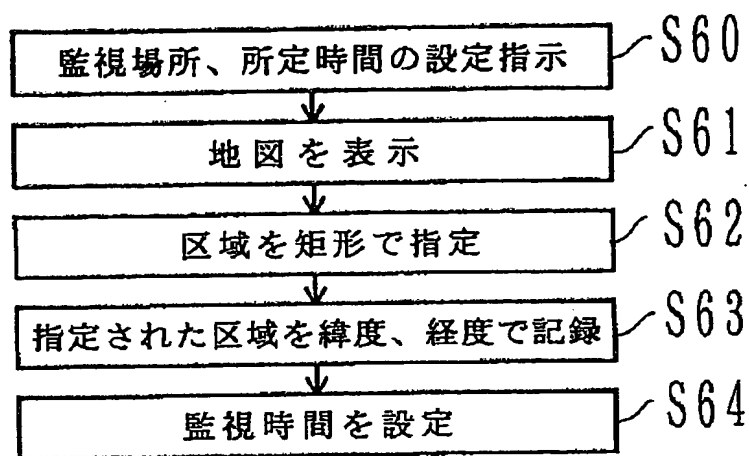 監視場所、所定時間の設定指示 S60
地図を表示 S61
区域を矩形で指定 S62
指定された区域を緯度、経度で記録 S63
監視時間を設定 S64